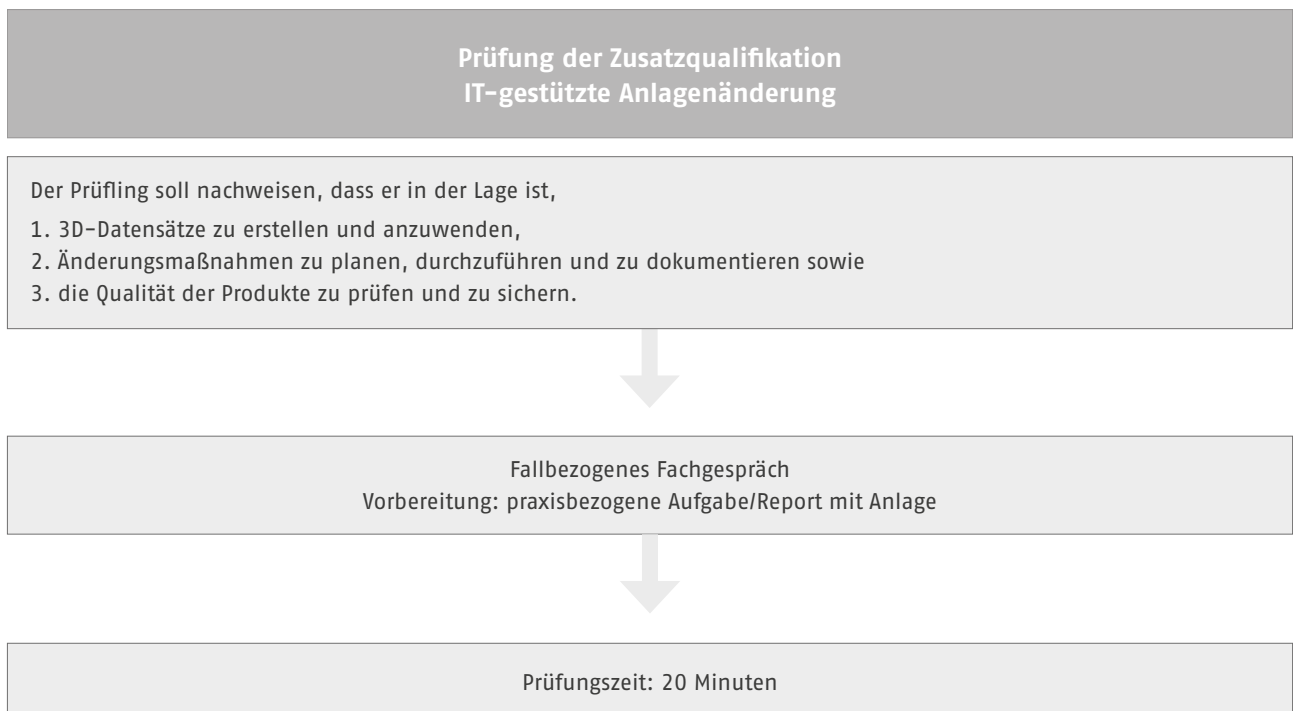 Prüfung der Zusatzqualifikation
IT-gestützte Anlagenänderung
Der Prüfling soll nachweisen, dass er in der Lage ist,
1. 3D-Datensätze zu erstellen und anzuwenden,
2. Änderungsmaßnahmen zu planen, durchzuführen und zu dokumentieren sowie
3. die Qualität der Produkte zu prüfen und zu sichern.
Fallbezogenes Fachgespräch
Vorbereitung: praxisbezogene Aufgabe/Report mit Anlage
Prüfungszeit: 20 Minuten